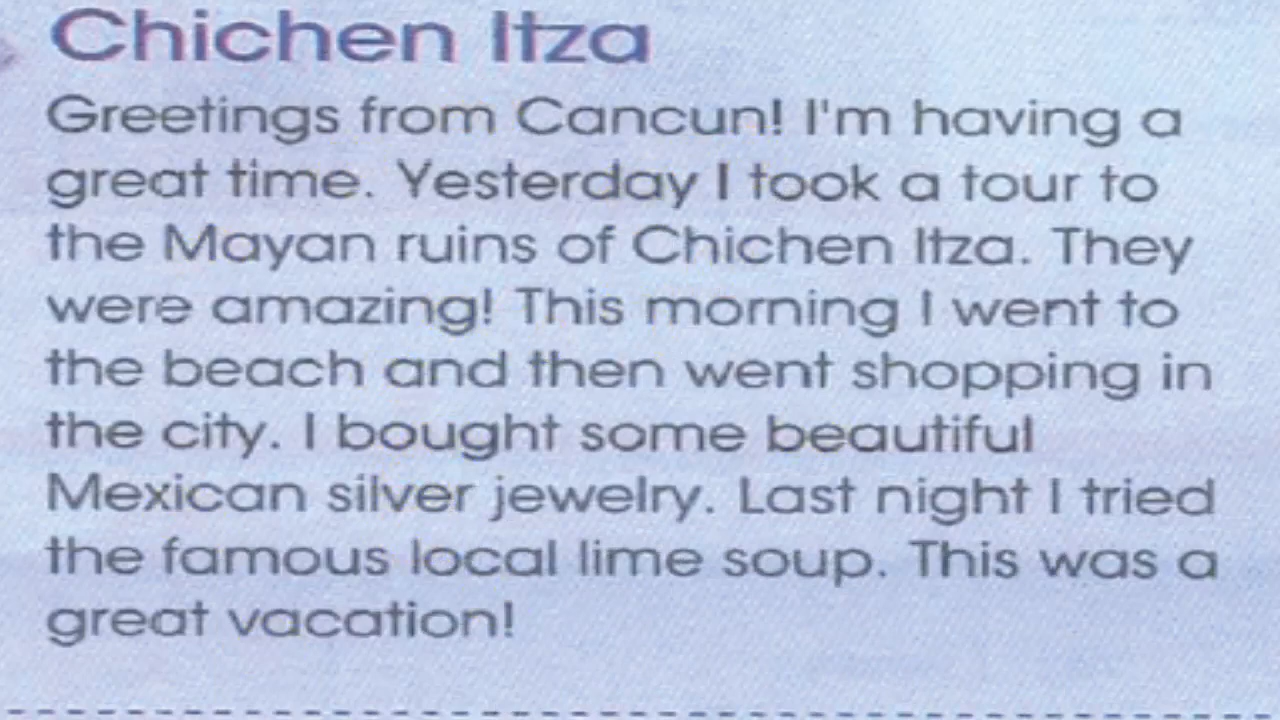 Chichen Itza
Greetings from Cancun! I'm having a
great time. Yesterday I took a tour to
the Mayan ruins of Chichen Itza. They
were amazing! This morning I went to
the beach and then went shopping in
the city. I bought some beautiful
Mexican silver jewelry. Last night I tried
the famous local lime soup. This was a
great vacation!